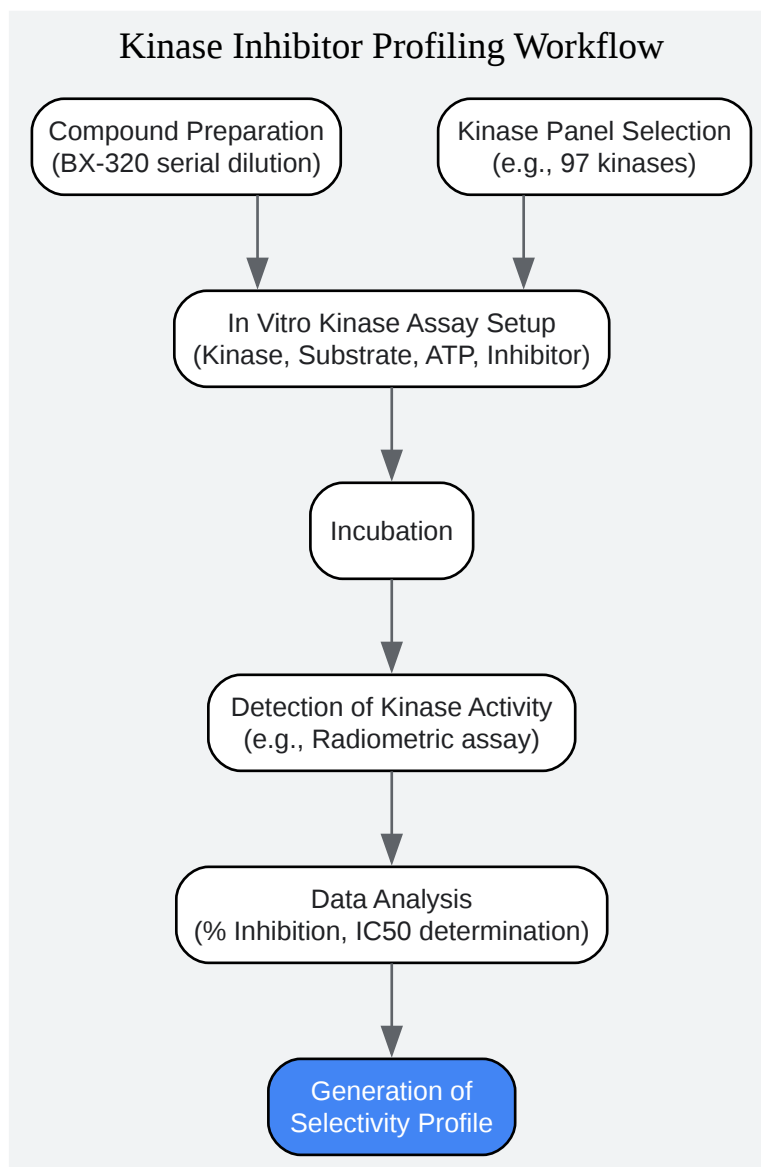 Kinase Inhibitor Profiling Workflow
Compound Preparation
(BX-320 serial dilution)
Kinase Panel Selection
(e.g., 97 kinases)
In Vitro Kinase Assay Setup
(Kinase, Substrate, ATP, Inhibitor)
Incubation
Detection of Kinase Activity
(e.g., Radiometric assay)
Data Analysis
(% Inhibition, IC50 determination)
Generation of
Selectivity Profile